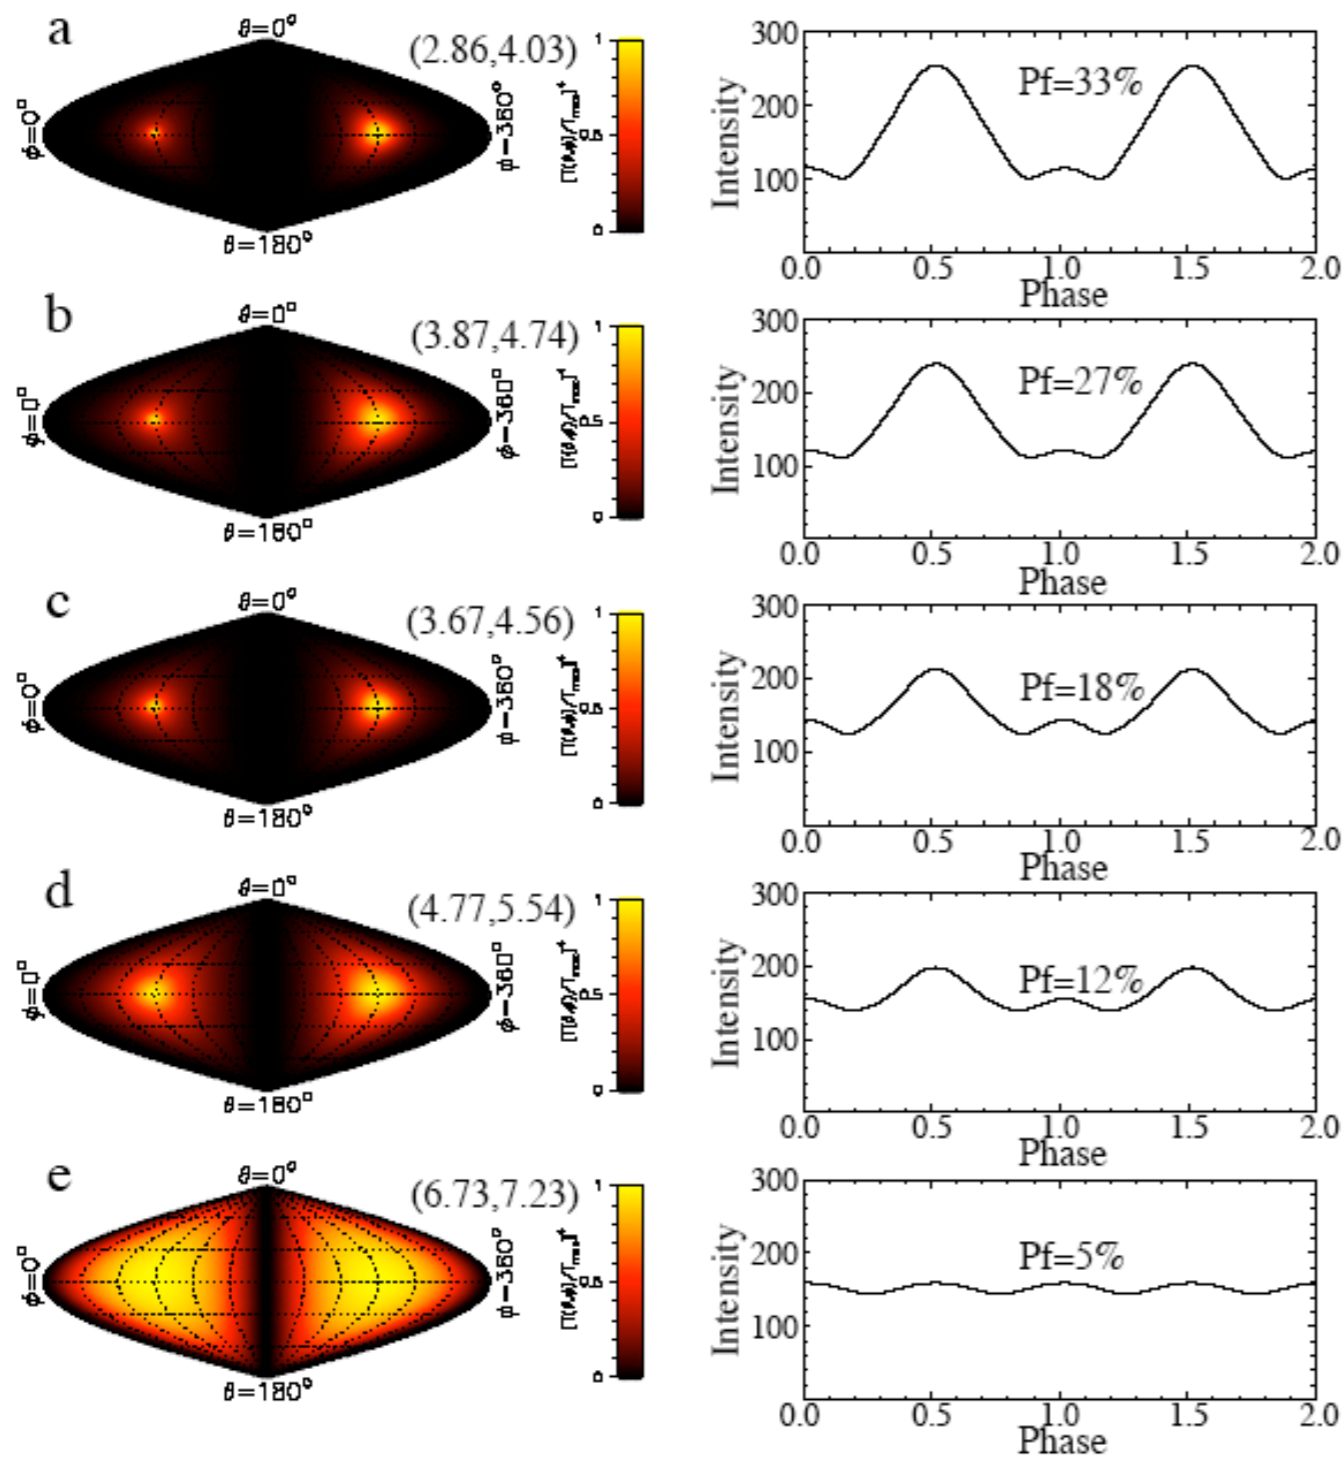 a
θ=0°
(2.86,4.03)
φ=0°
φ=360°
θ=180°
1
0.5
0
300
200
100
Intensity
Pf=33%
0.0 0.5 1.0 1.5 2.0
Phase
b
θ=0°
(3.87,4.74)
φ=0°
φ=360°
θ=180°
1
0.5
0
300
200
100
Intensity
Pf=27%
0.0 0.5 1.0 1.5 2.0
Phase
c
θ=0°
(3.67,4.56)
φ=0°
φ=360°
θ=180°
1
0.5
0
300
200
100
Intensity
Pf=18%
0.0 0.5 1.0 1.5 2.0
Phase
d
θ=0°
(4.77,5.54)
φ=0°
φ=360°
θ=180°
1
0.5
0
300
200
100
Intensity
Pf=12%
0.0 0.5 1.0 1.5 2.0
Phase
e
θ=0°
(6.73,7.23)
φ=0°
φ=360°
θ=180°
1
0.5
0
300
200
100
Intensity
Pf=5%
0.0 0.5 1.0 1.5 2.0
Phase